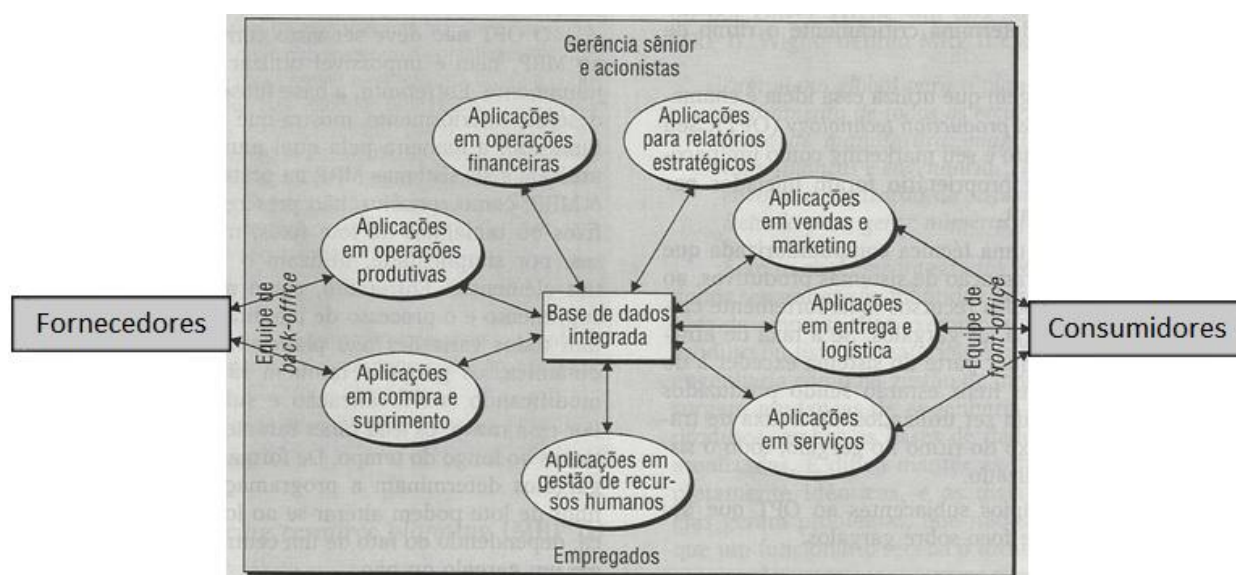 Gerência sênior
e acionistas
Aplicações
em operações
financeiras
Aplicações
para relatórios
estratégicos
Aplicações
em operações
produtivas
Aplicações
em vendas e
marketing
Fornecedores
Equipe de
back-office
Base de dados
integrada
Aplicações
em entrega e
logística
Equipe de
front-office
Consumidores
Aplicações
em compra e
suprimento
Aplicações
em serviços
Aplicações em
gestão de recur-
sos humanos
Empregados